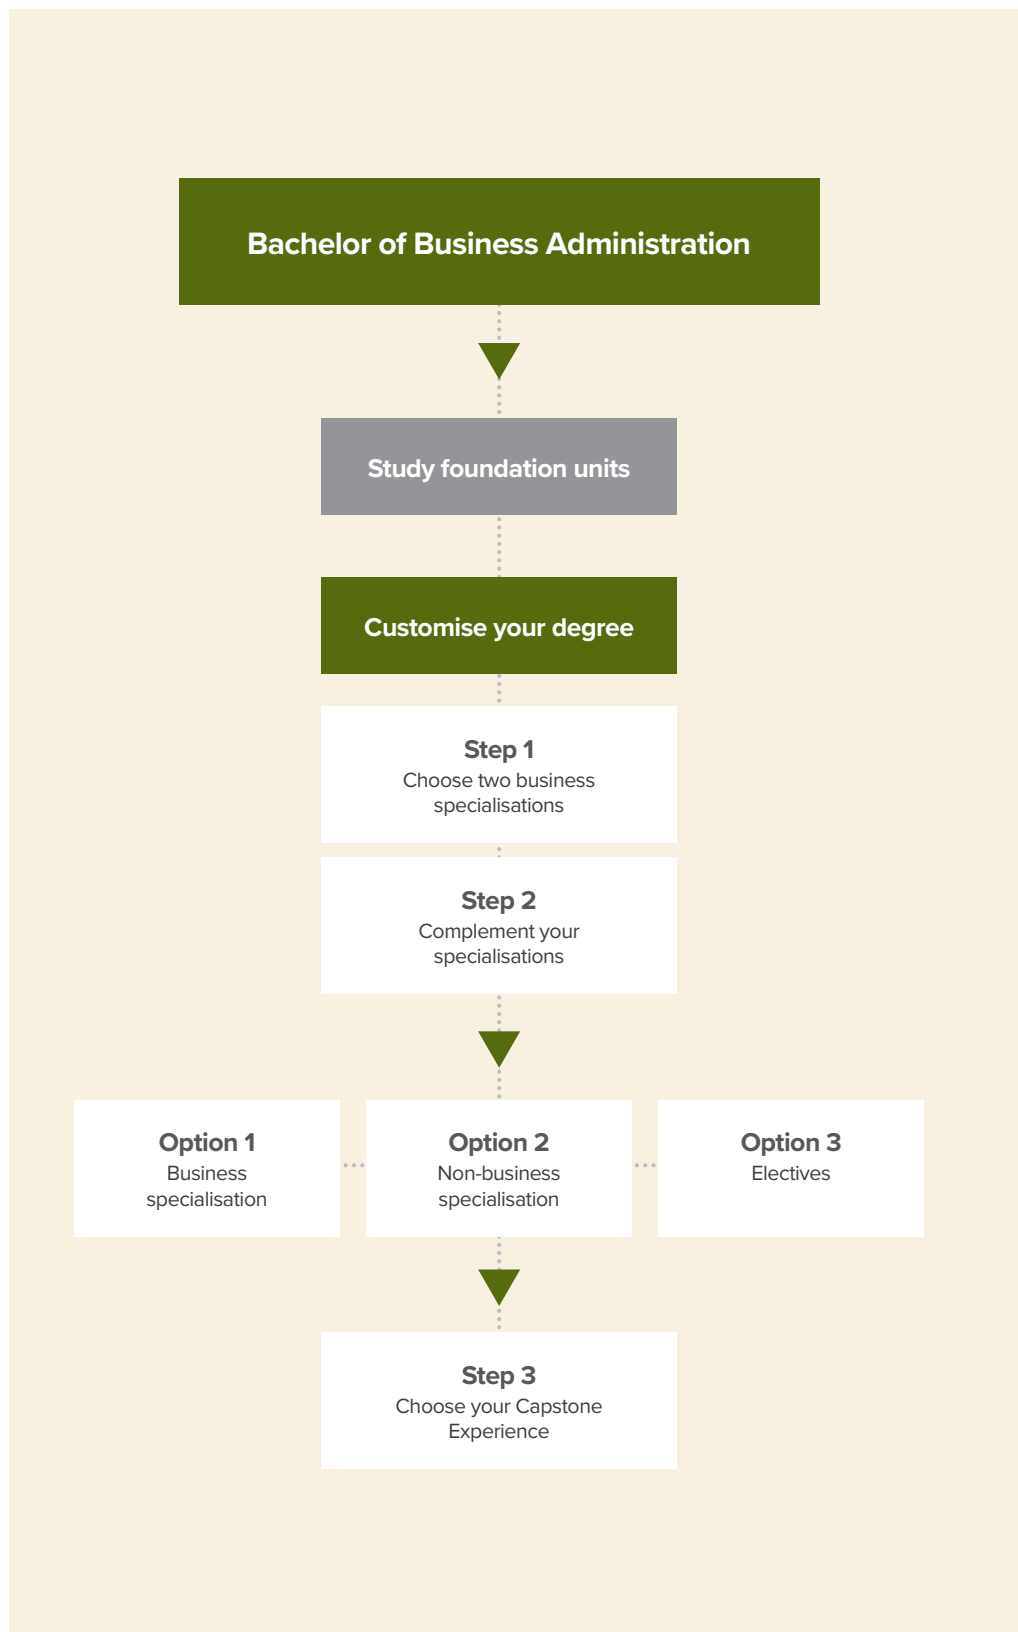 Bachelor of Business Administration
Study foundation units
Customise your degree
Step 1
Choose two business
specialisations
Step 2
Complement your
specialisations
Option 1
Business
specialisation
Option 2
Non-business
specialisation
Option 3
Electives
Step 3
Choose your Capstone
Experience